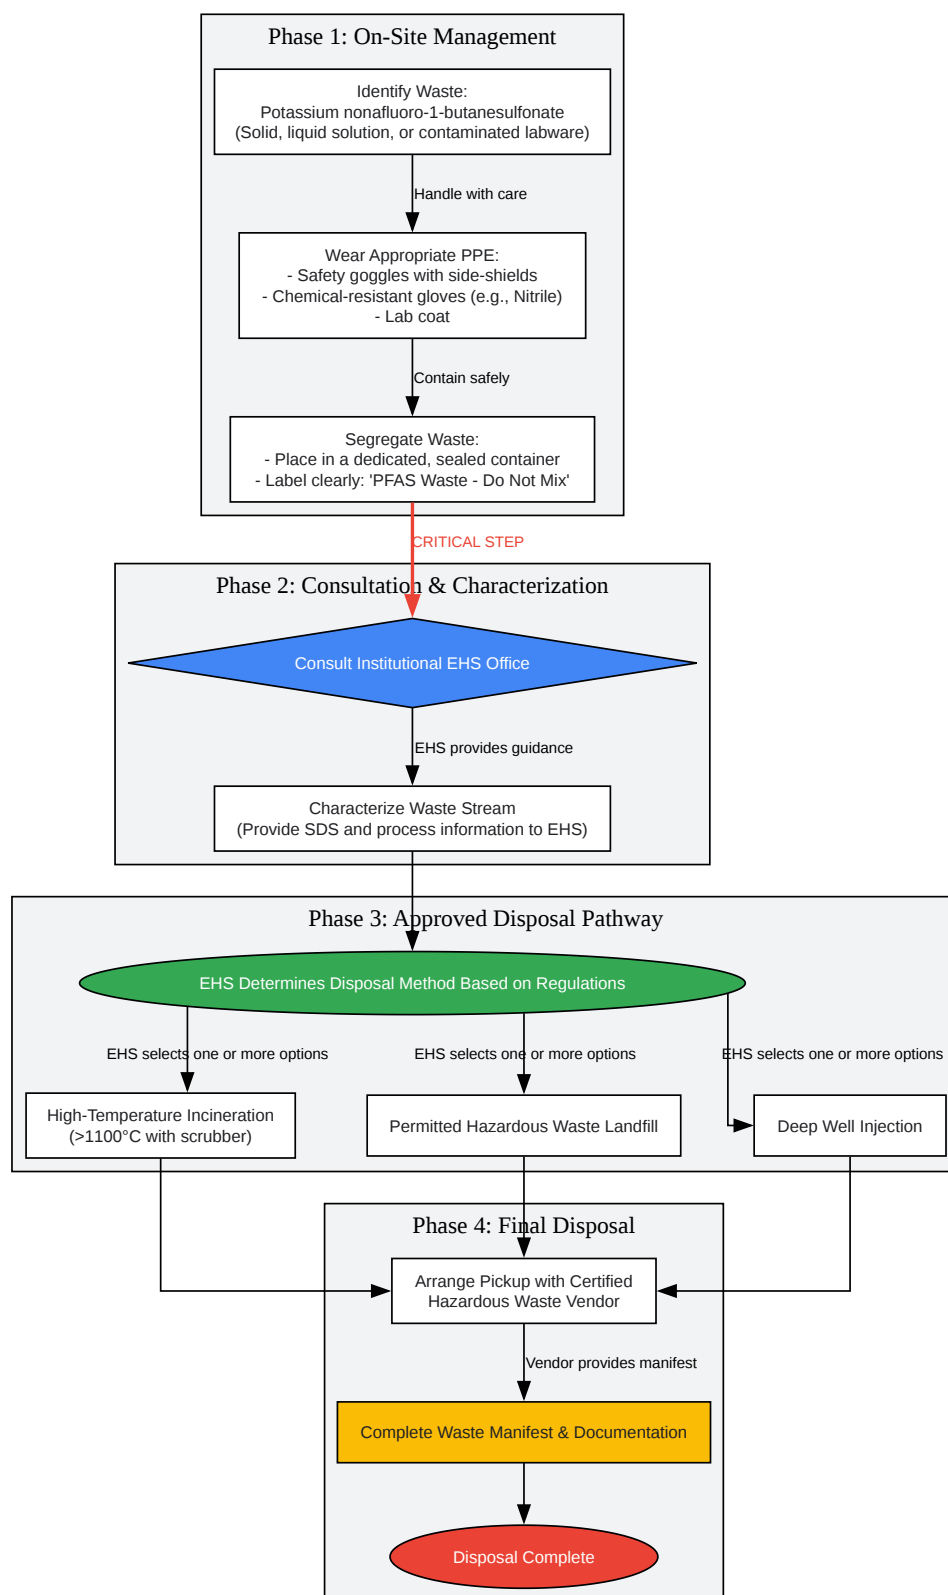 Phase 1: On-Site Management
Identify Waste:
Potassium nonafluoro-1-butanesulfonate
(Solid, liquid solution, or contaminated labware)
Handle with care
Wear Appropriate PPE:
- Safety goggles with side-shields
- Chemical-resistant gloves (e.g., Nitrile)
- Lab coat
Contain safely
Segregate Waste:
- Place in a dedicated, sealed container
- Label clearly: 'PFAS Waste - Do Not Mix'
CRITICAL STEP
Phase 2: Consultation & Characterization
Consult Institutional EHS Office
EHS provides guidance
Characterize Waste Stream
(Provide SDS and process information to EHS)
Phase 3: Approved Disposal Pathway
EHS Determines Disposal Method Based on Regulations
EHS selects one or more options
EHS selects one or more options
EHS selects one or more options
High-Temperature Incineration
(>1100°C with scrubber)
Permitted Hazardous Waste Landfill
Deep Well Injection
Phase 4: Final Disposal
Arrange Pickup with Certified
Hazardous Waste Vendor
Vendor provides manifest
Complete Waste Manifest & Documentation
Disposal Complete